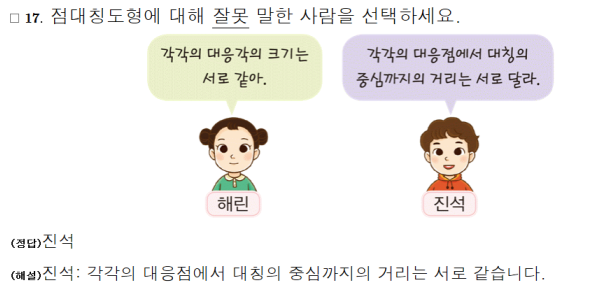 □ 17. 점대칭도형에 대해 잘못 말한 사람을 선택하세요.
각각의 대응각의 크기는
서로 같아.
각각의 대응점에서 대칭의
중심까지의 거리는 서로 달라.
해린
진석
(정답)진석
(해설)진석: 각각의 대응점에서 대칭의 중심까지의 거리는 서로 같습니다.